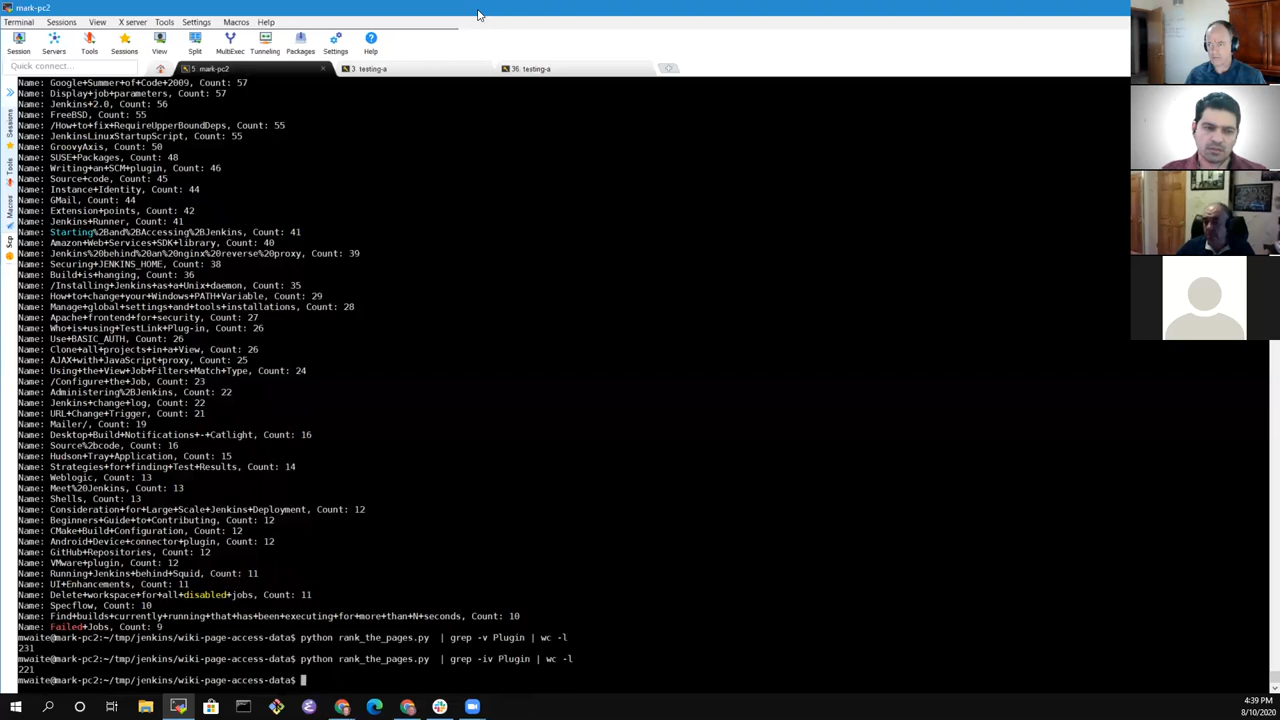 mark-pc2
Terminal Sessions View X server Tools Settings Macros Help
Session Servers Tools Sessions View Split MultiExec Tunneling Packages Settings Help
Quick connect...
5 mark-pc2
3 testing-a
36. testing-a
Sessions
Tools
Macros
Scp
Name: Google+Summer+of+Code+2009, Count: 57
Name: Display+job+parameters, Count: 57
Name: Jenkins+2.0, Count: 56
Name: FreeBSD, Count: 55
Name: /How+to+fix+RequireUpperBoundDeps, Count: 55
Name: JenkinsLinuxStartupScript, Count: 55
Name: GroovyAxis, Count: 50
Name: SUSE+Packages, Count: 48
Name: Writing+an+SCM+plugin, Count: 46
Name: Source+code, Count: 45
Name: Instance+Identity, Count: 44
Name: GMail, Count: 44
Name: Extension+points, Count: 42
Name: Jenkins+Runner, Count: 41
Name: Starting%2Band%2BAccessing%2BJenkins, Count: 41
Name: Amazon+Web+Services+SDK+library, Count: 40
Name: Jenkins%20behind%20an%20nginx%20reverse%20proxy, Count: 39
Name: Securing+JENKINS_HOME, Count: 38
Name: Build+is+hanging, Count: 36
Name: /Installing+Jenkins+as+a+Unix+daemon, Count: 35
Name: How+to+change+your+Windows+PATH+Variable, Count: 29
Name: Manage+global+settings+and+tools+installations, Count: 28
Name: Apache+frontend+for+security, Count: 27
Name: Who+is+using+TestLink+Plug-in, Count: 26
Name: Use+BASIC_AUTH, Count: 26
Name: Clone+all+projects+in+a+View, Count: 26
Name: AJAX+with+JavaScript+proxy, Count: 25
Name: Using+the+View+Job+Filters+Match+Type, Count: 24
Name: /Configure+the+Job, Count: 23
Name: Administering%2BJenkins, Count: 22
Name: Jenkins+change+log, Count: 22
Name: URL+Change+Trigger, Count: 21
Name: Mailer/, Count: 19
Name: Desktop+Build+Notifications+-+Catlight, Count: 16
Name: Source%2bcode, Count: 16
Name: Hudson+Tray+Application, Count: 15
Name: Strategies+for+finding+Test+Results, Count: 14
Name: Weblogic, Count: 13
Name: Meet%20Jenkins, Count: 13
Name: Shells, Count: 13
Name: Consideration+for+Large+Scale+Jenkins+Deployment, Count: 12
Name: Beginners+Guide+to+Contributing, Count: 12
Name: CMake+Build+Configuration, Count: 12
Name: Android+Device+connector+plugin, Count: 12
Name: GitHub+Repositories, Count: 12
Name: VMware+plugin, Count: 12
Name: Running+Jenkins+behind+Squid, Count: 11
Name: UI+Enhancements, Count: 11
Name: Delete+workspace+for+all+disabled+jobs, Count: 11
Name: Specflow, Count: 10
Name: Find+builds+currently+running+that+has+been+executing+for+more+than+N+seconds, Count: 10
Name: Failed+Jobs, Count: 9
mwaite@mark-pc2:~/tmp/jenkins/wiki-page-access-data$ python rank_the_pages.py | grep -v Plugin | wc -l
231
mwaite@mark-pc2:~/tmp/jenkins/wiki-page-access-data$ python rank_the_pages.py | grep -iv Plugin | wc -l
221
mwaite@mark-pc2:~/tmp/jenkins/wiki-page-access-data$
4:39 PM
8/10/2020